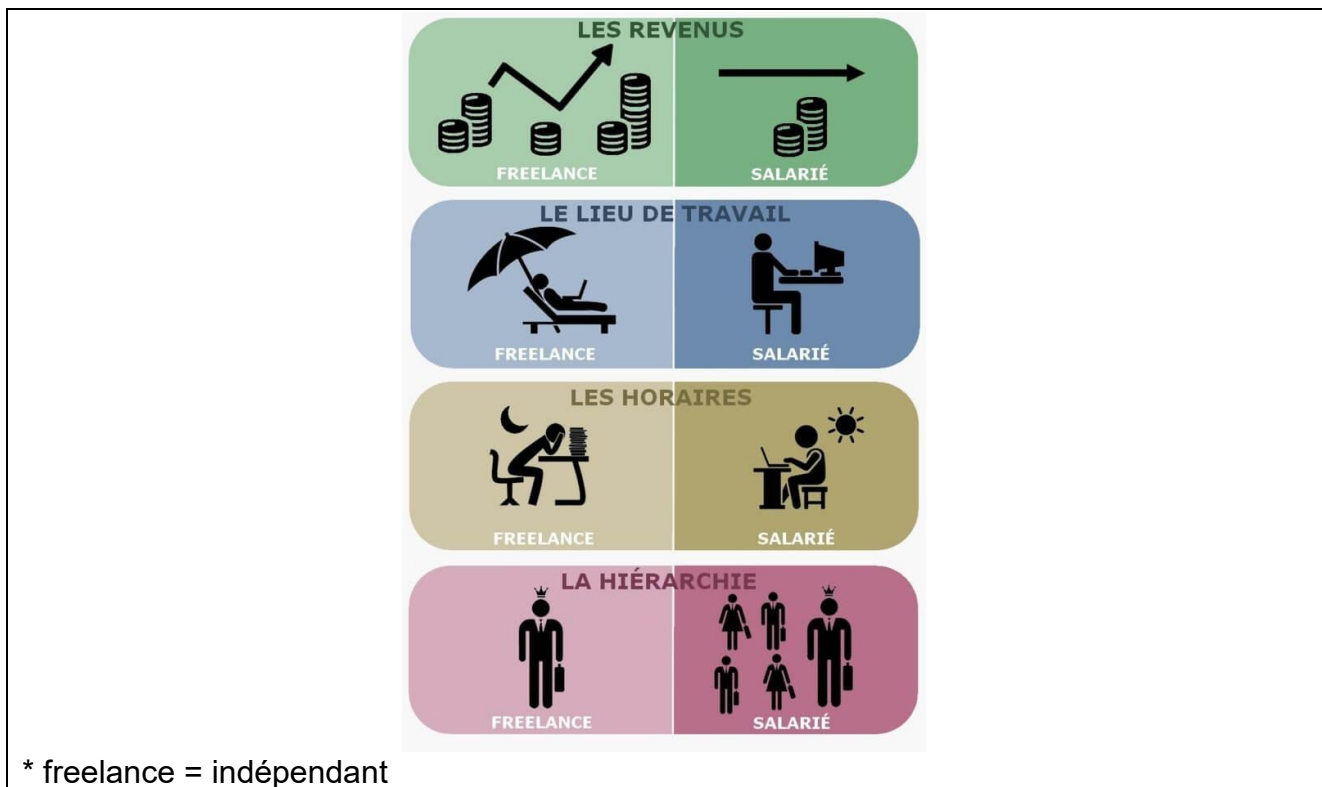 LES REVENUS
FREELANCE SALARIÉ
LE LIEU DE TRAVAIL
FREELANCE SALARIÉ
LES HORAIRES
FREELANCE SALARIÉ
LA HIÉRARCHIE
FREELANCE SALARIÉ
* freelance = indépendant